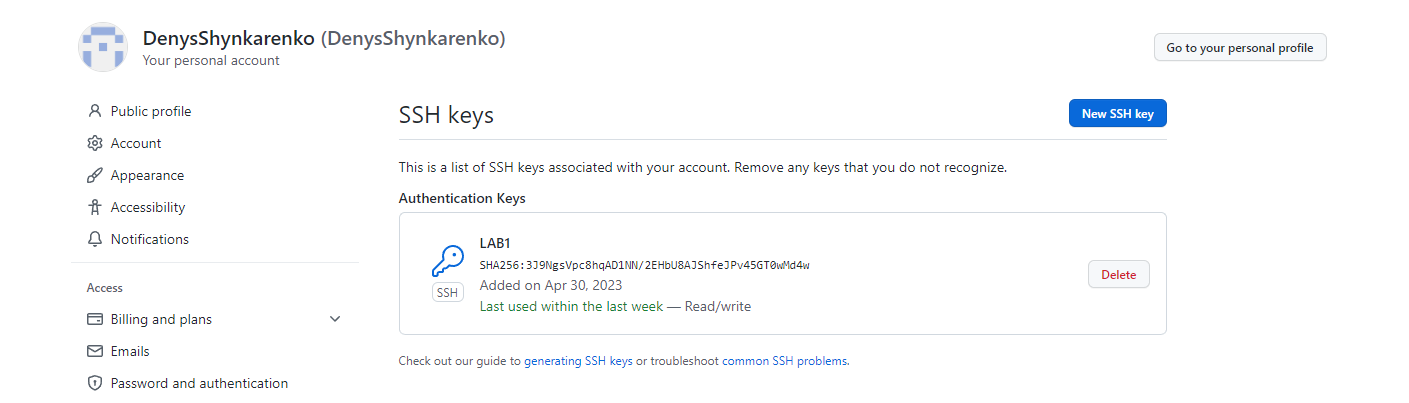 DenysShynkarenko (DenysShynkarenko)
Your personal account
Go to your personal profile
Public profile
Account
Appearance
Accessibility
Notifications
Access
Billing and plans
Emails
Password and authentication
SSH keys
New SSH key
This is a list of SSH keys associated with your account. Remove any keys that you do not recognize.
Authentication Keys
LAB1
SHA256:3J9NgsVpc8hqAD1NN/2EHbU8AJShfeJPv45GT0wMd4w
SSH
Added on Apr 30, 2023
Last used within the last week — Read/write
Delete
Check out our guide to generating SSH keys or troubleshoot common SSH problems.